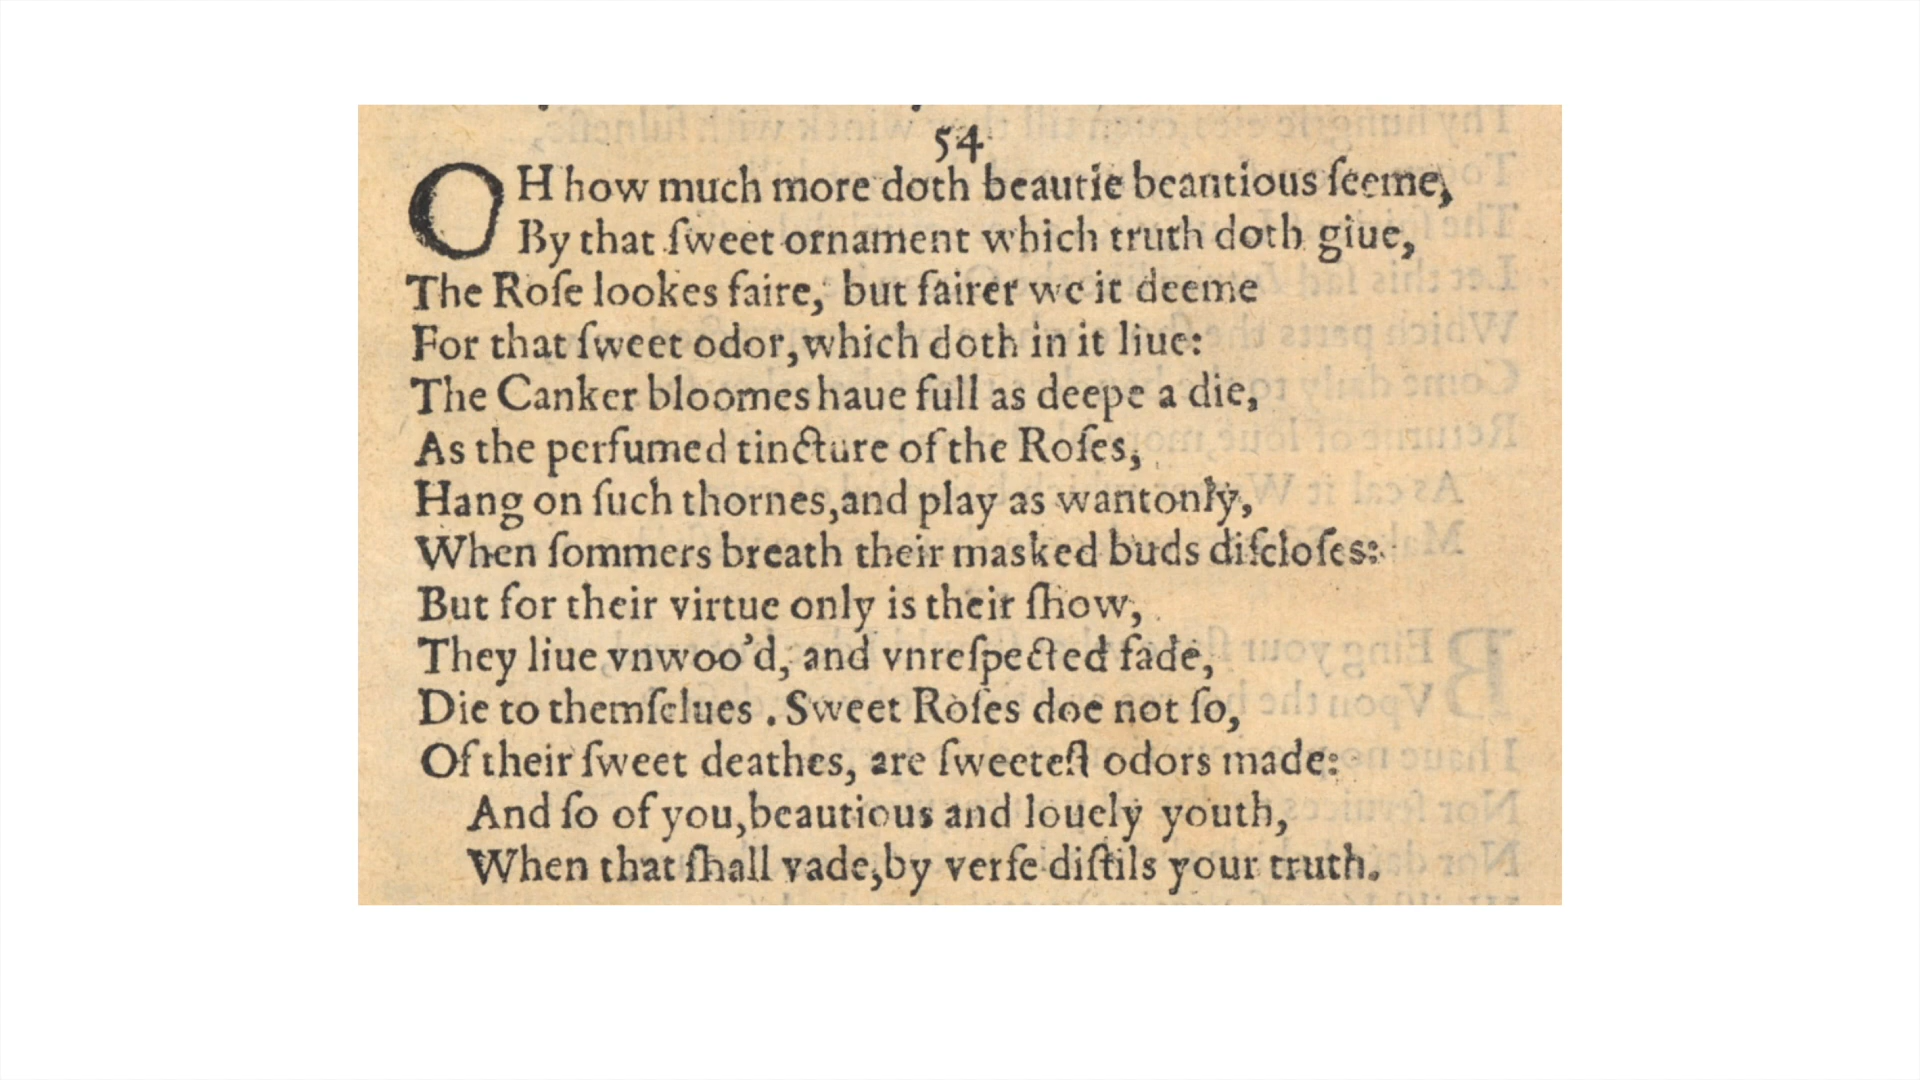 54
OH how much more doth beautie beautious ſeeme,
By that ſweet ornament which truth doth giue,
The Roſe lookes faire, but fairer we it deeme
For that ſweet odor,which doth in it liue:
The Canker bloomes haue full as deepe a die,
As the perfumed tincture of the Roſes,
Hang on ſuch thornes,and play as wantonly,
When ſommers breath their masked buds diſcloſes:
But for their virtue only is their ſhow,
They liue vnwoo'd, and vnreſpected fade,
Die to themſelues . Sweet Roſes doe not ſo,
Of their ſweet deathes, are ſweeteſt odors made:
And ſo of you,beautious and louely youth,
When that ſhall vade,by verſe diſtils your truth.